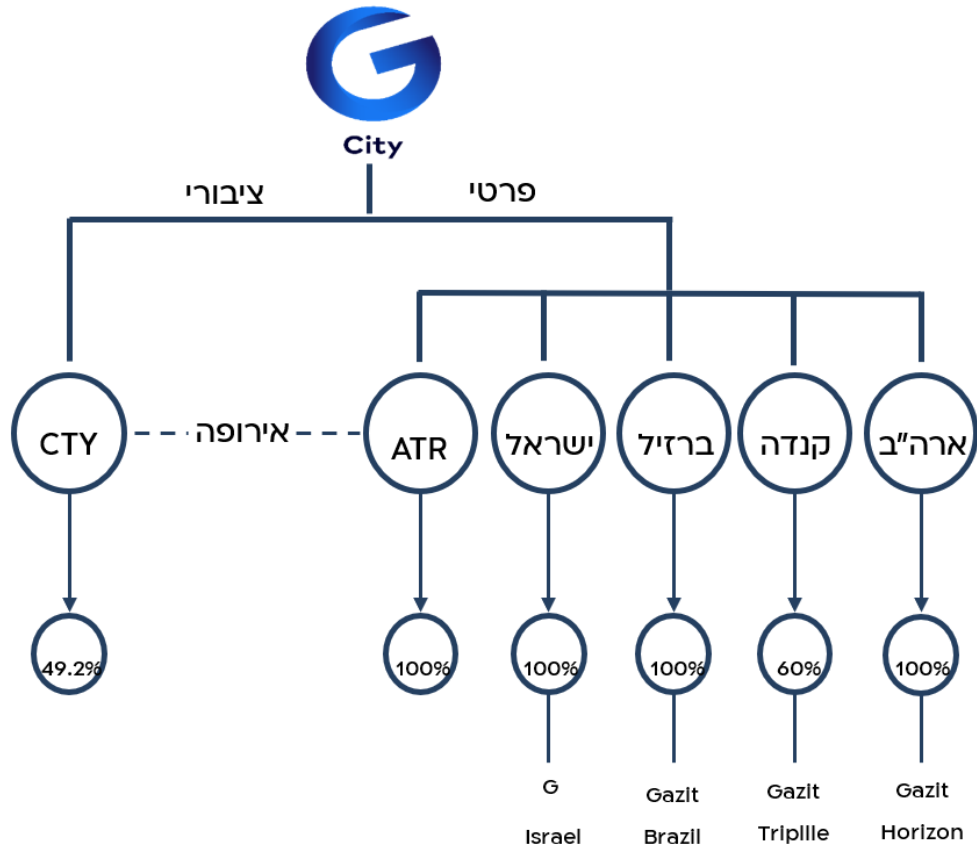 City
ציבורי
פרטי
CTY
אירופה
ATR
ישראל
ברזיל
קנדה
ארה"ב
49.2%
100%
100%
100%
60%
100%
G
Israel
Gazit
Brazil
Gazit
Tripllle
Gazit
Horizon